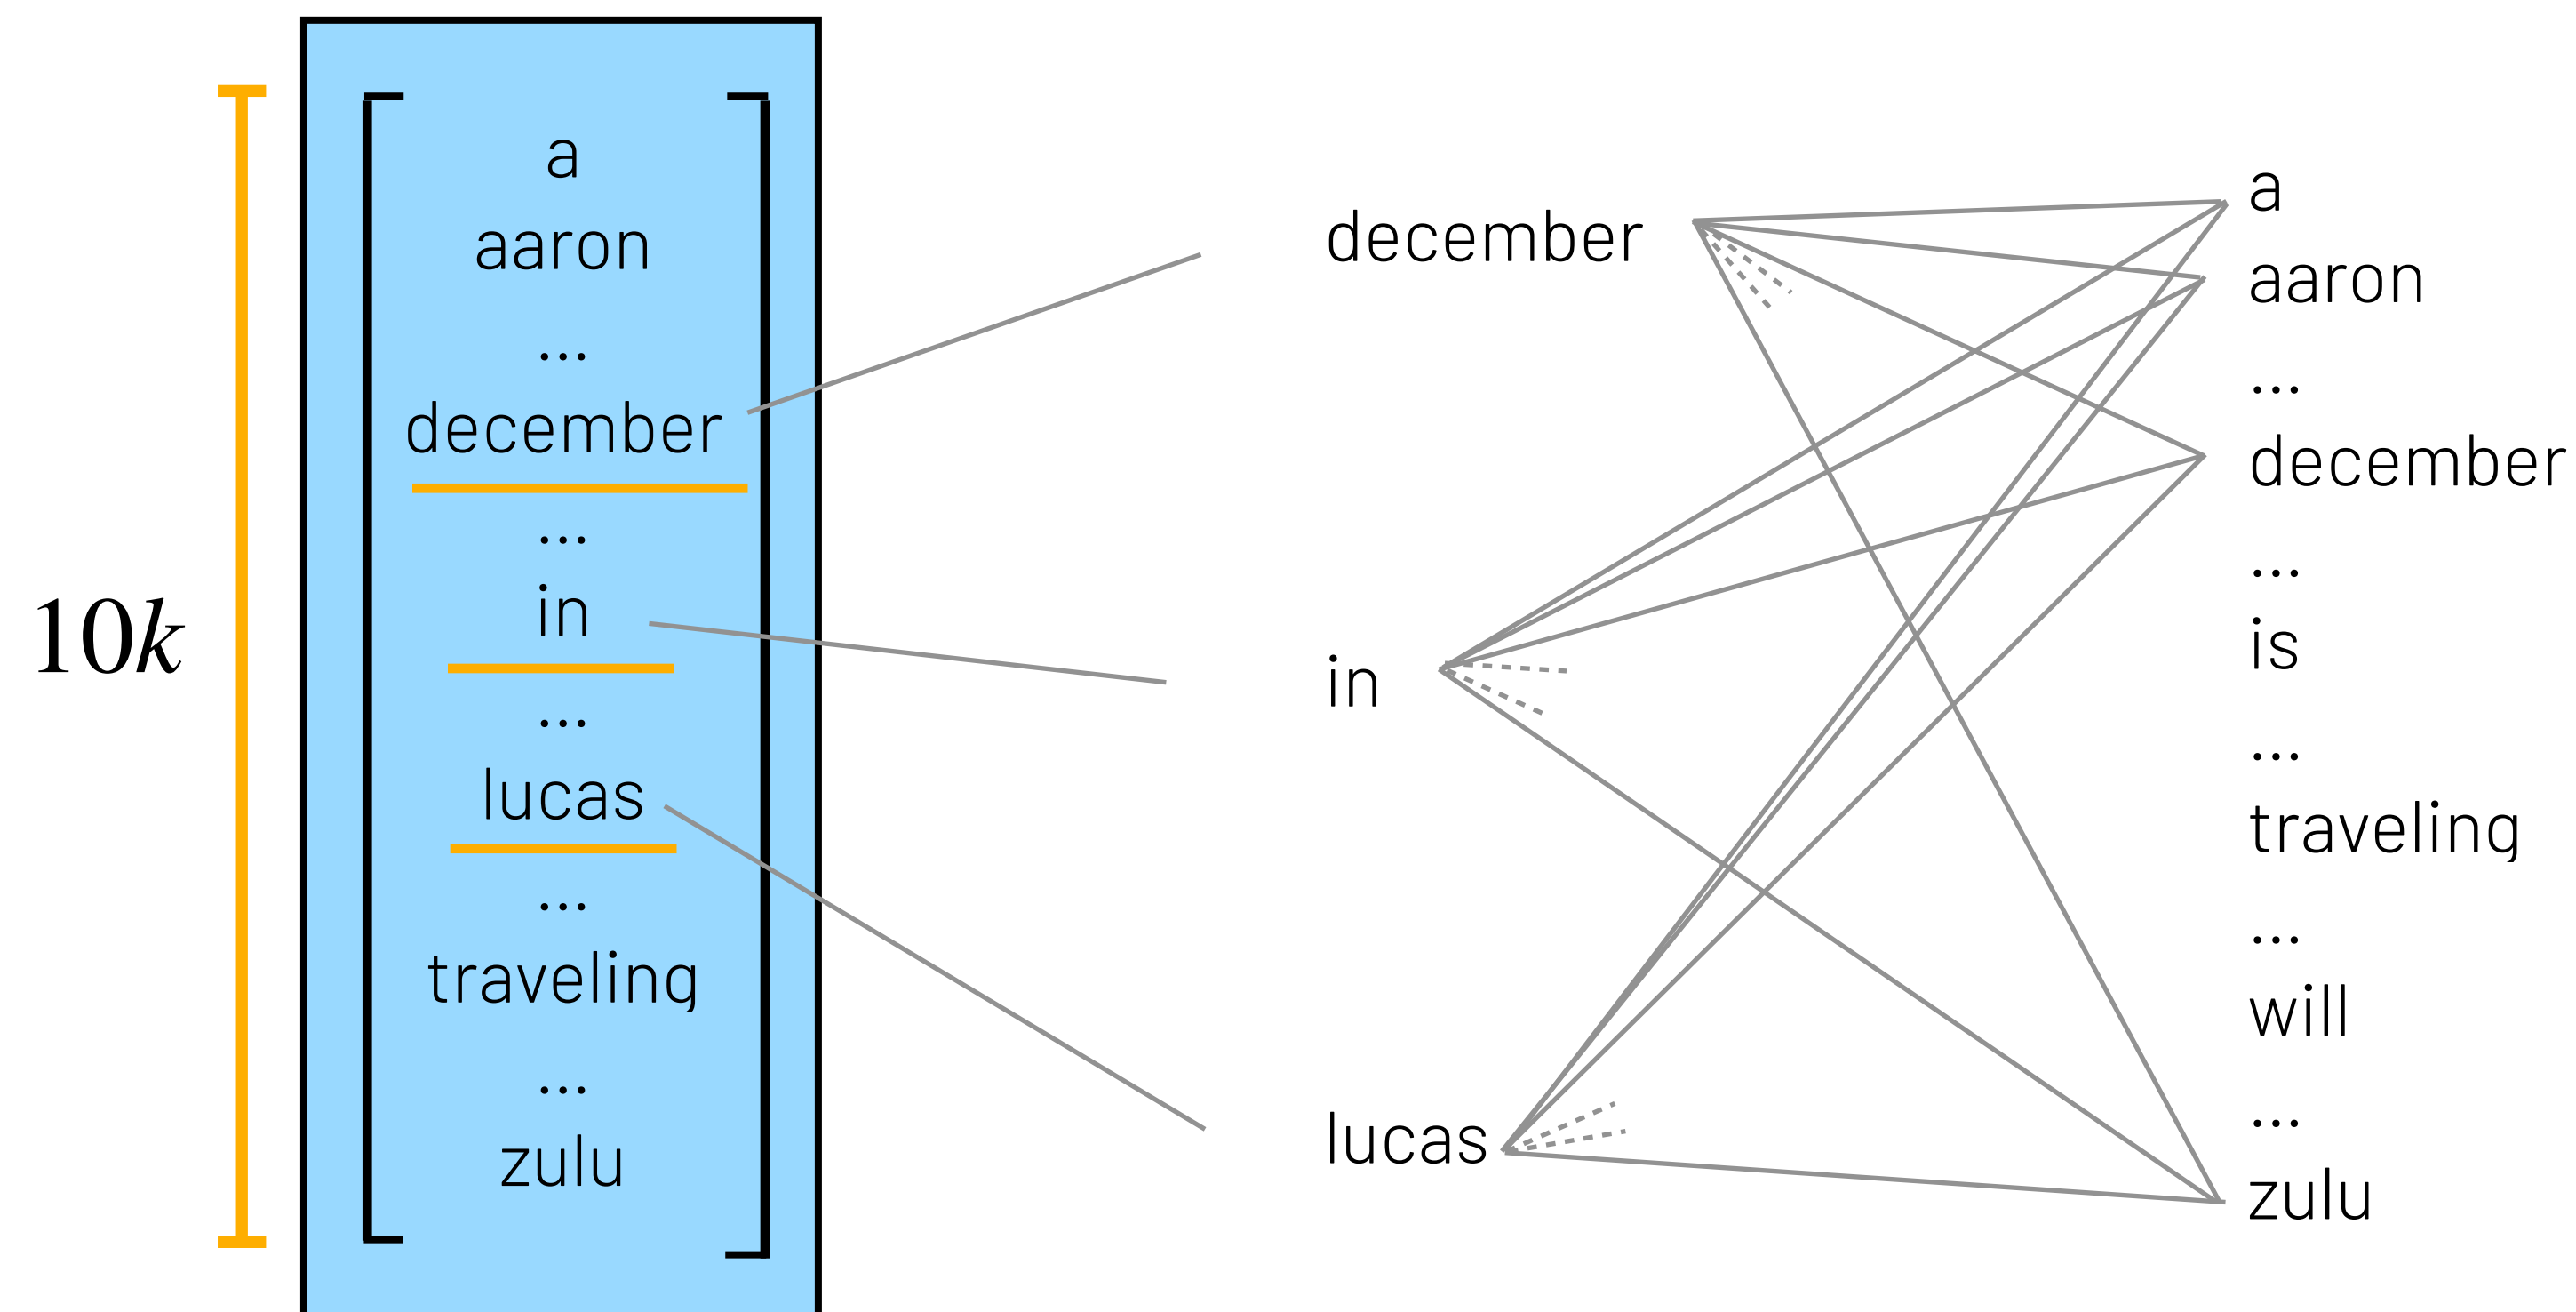 10k
a
aaron
...
december
...
in
...
lucas
...
traveling
...
zulu
december
in
lucas
a
aaron
...
december
...
is
...
traveling
...
will
...
zulu